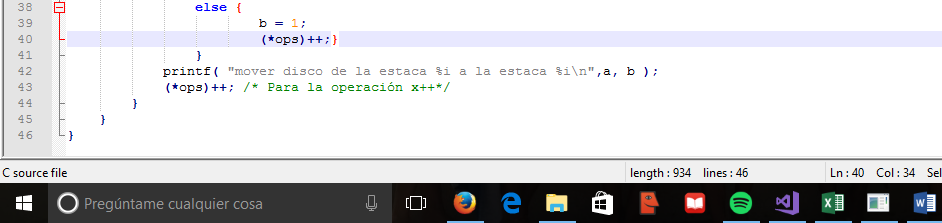 38 else {
39 b = 1;
40 (*ops)++;}
41 }
42 printf( "mover disco de la estaca %i a la estaca %i\n",a, b );
43 (*ops)++; /* Para la operación x++*/
44 }
45 }
46 }
C source file length : 934 lines : 46 Ln : 40 Col : 34 Sel
Pregúntame cualquier cosa